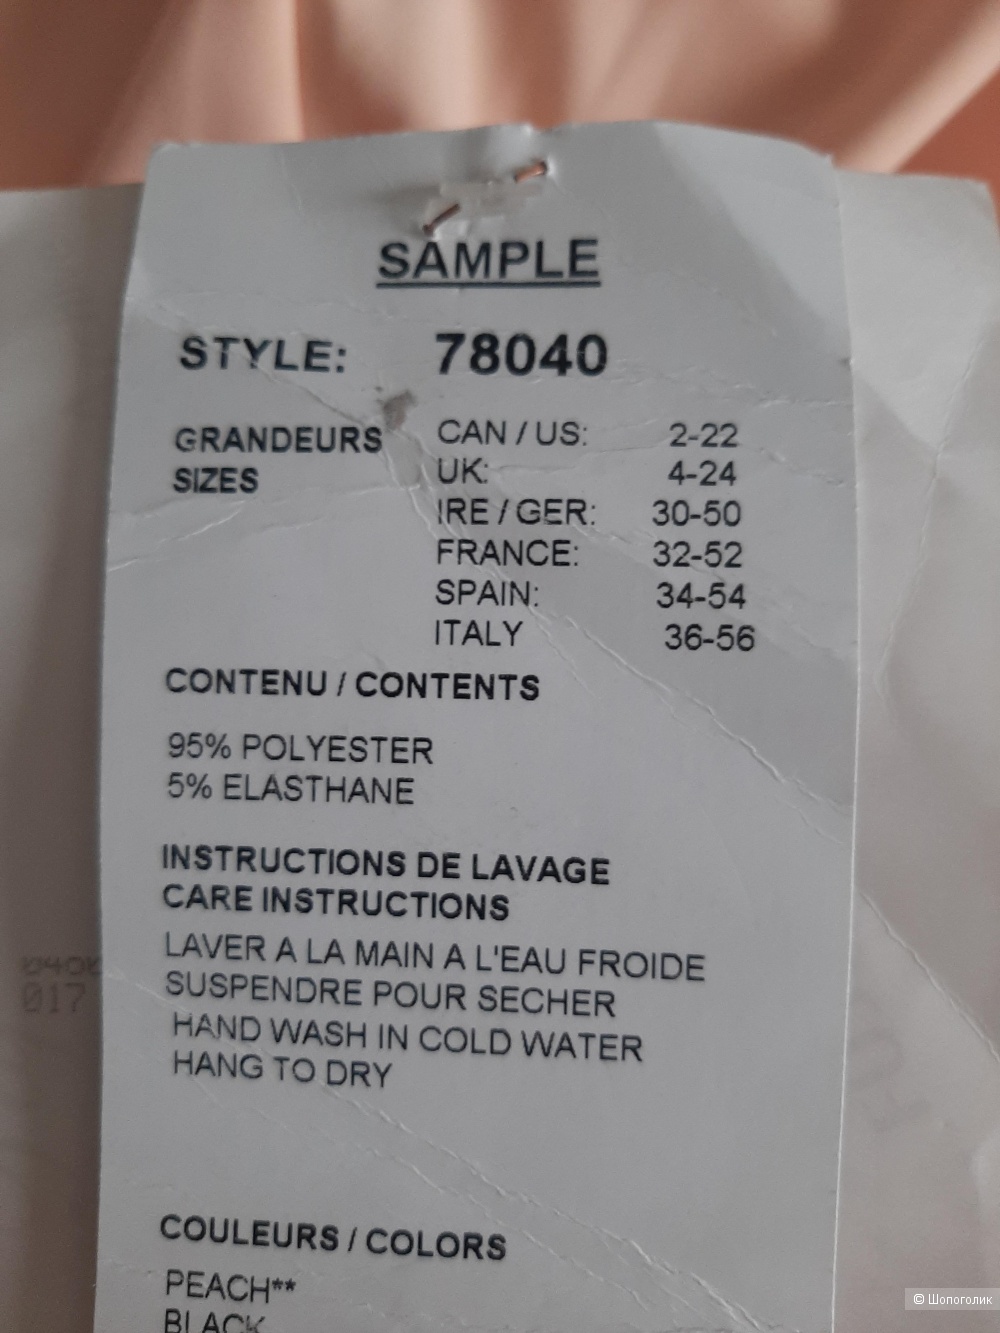 SAMPLE
STYLE: 78040
GRANDEURS CAN / US: 2-22
SIZES UK: 4-24
IRE / GER: 30-50
FRANCE: 32-52
SPAIN: 34-54
ITALY 36-56
CONTENU / CONTENTS
95% POLYESTER
5% ELASTHANE
INSTRUCTIONS DE LAVAGE
CARE INSTRUCTIONS
LAVER A LA MAIN A L'EAU FROIDE
SUSPENDRE POUR SECHER
HAND WASH IN COLD WATER
HANG TO DRY
017
COULEURS / COLORS
PEACH**
BLACK
© Шопоголик